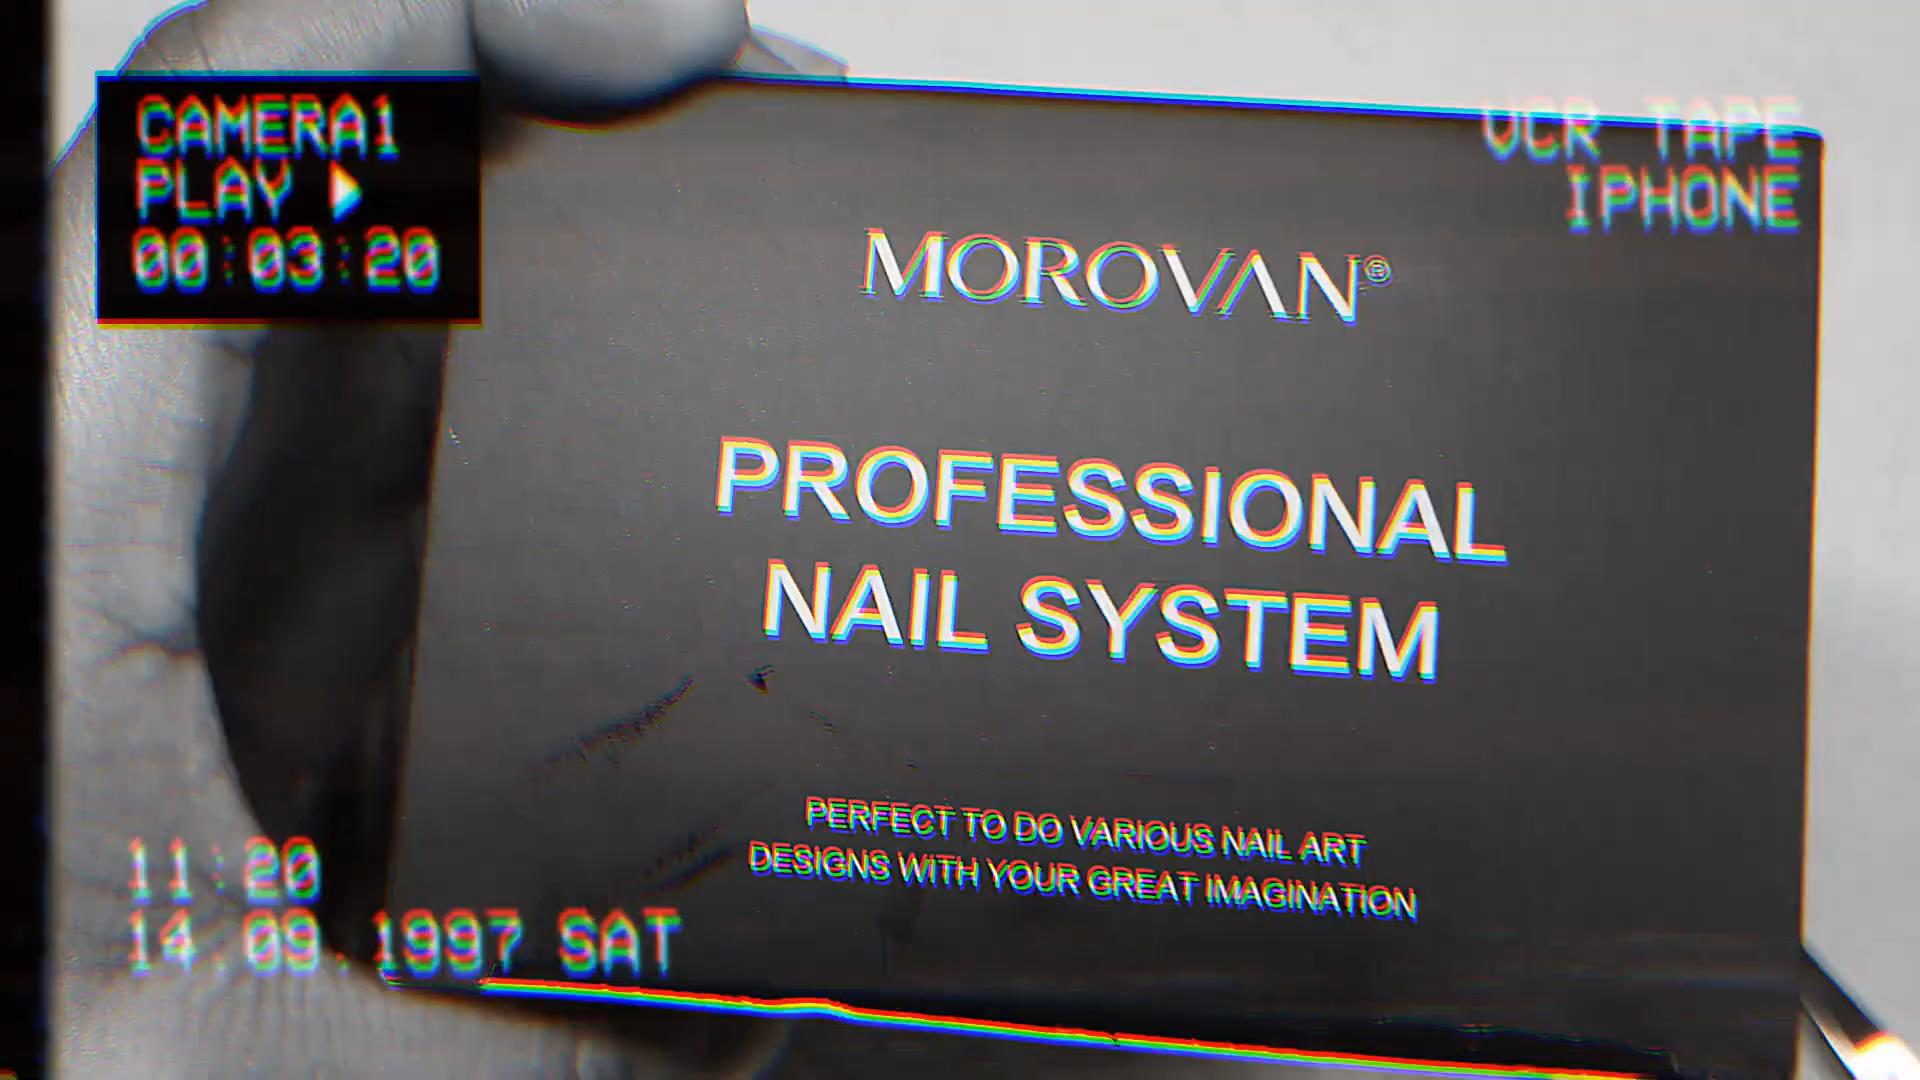 CAMERA1
PLAY
00:03:20
VCR TAPE
IPHONE
MOROVAN®
PROFESSIONAL
NAIL SYSTEM
PERFECT TO DO VARIOUS NAIL ART
DESIGNS WITH YOUR GREAT IMAGINATION
11:20
14.09.1997 SAT